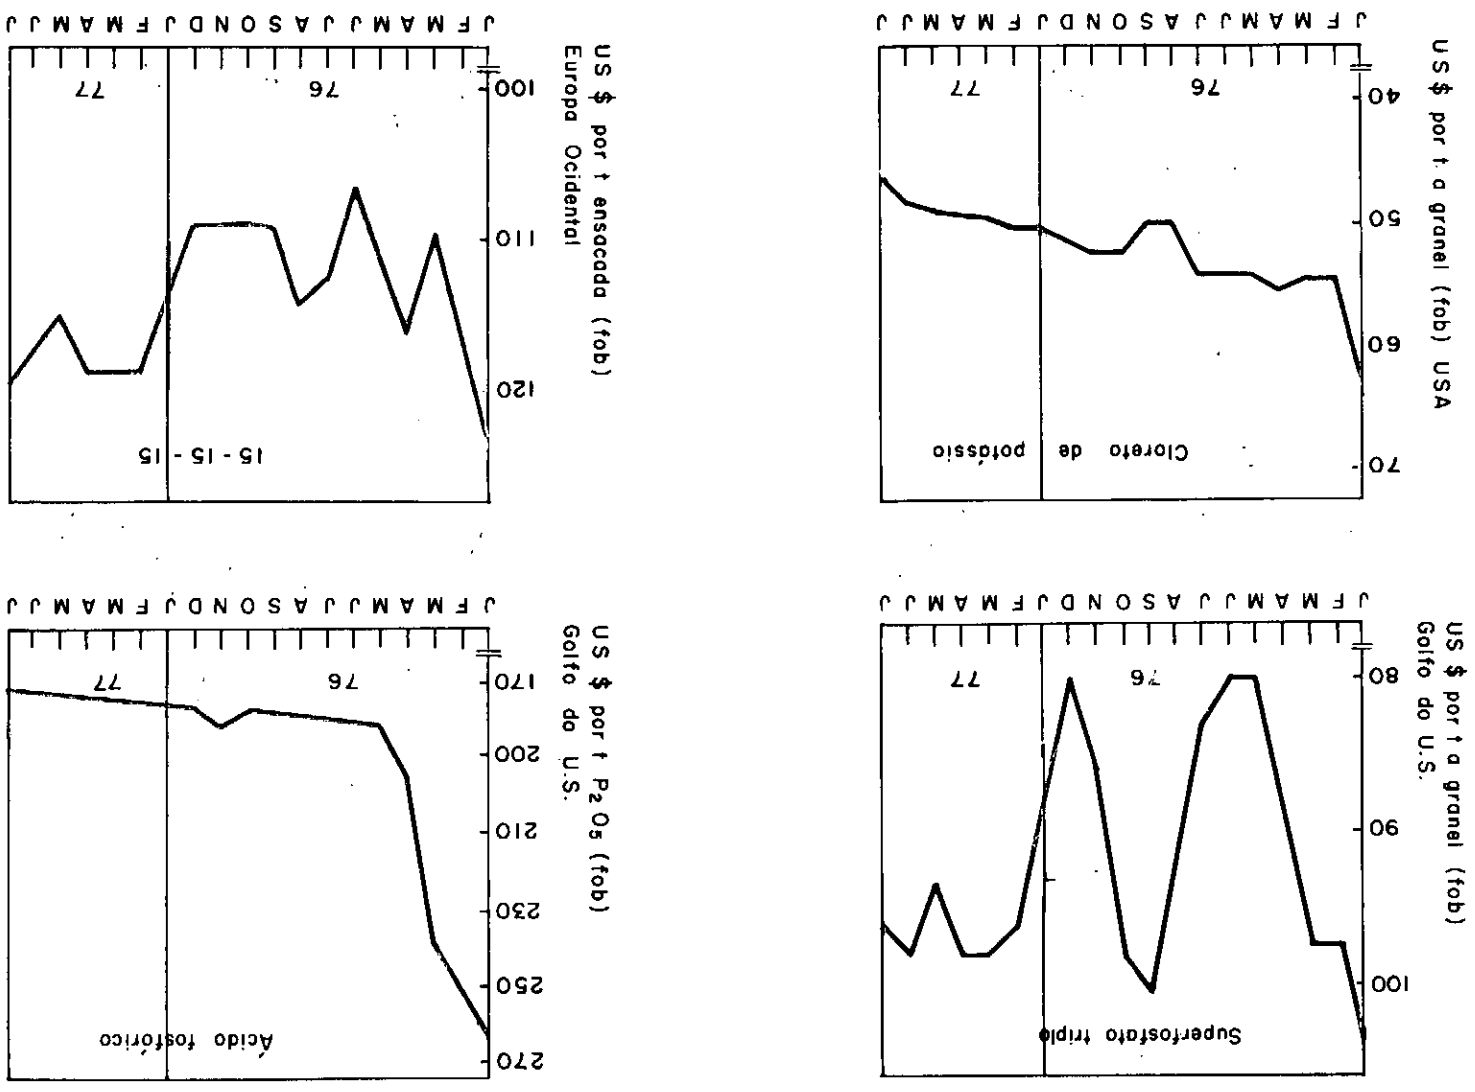 Superfosfato triplo
100
90
80
76
77
J F M A M J J A S O N D J F M A M J J
US $ por t a granel (fob)
Golfo do U.S.
Ácido fosfórico
270
250
230
210
200
170
76
77
J F M A M J J A S O N D J F M A M J J
US $ por t P₂O₅ (fob)
Golfo do U.S.
Cloreto de potássio
70
60
50
40
76
77
J F M A M J J A S O N D J F M A M J J
US $ por t a granel (fob) USA
15 - 15 - 15
120
110
100
76
77
J F M A M J J A S O N D J F M A M J J
US $ por t ensacada (fob)
Europa Ocidental